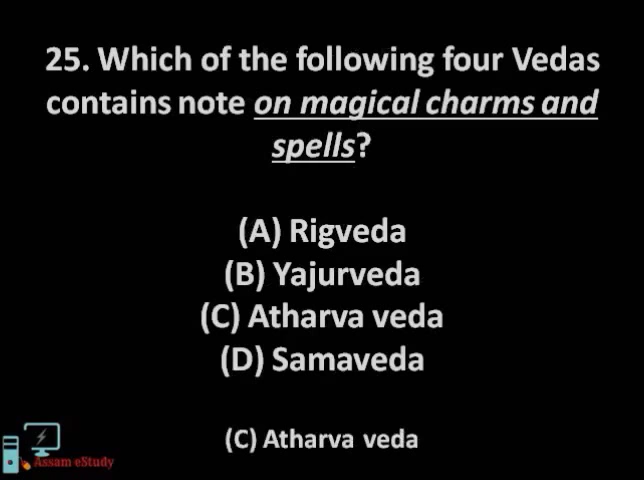 25. Which of the following four Vedas
contains note on magical charms and
spells?
(A) Rigveda
(B) Yajurveda
(C) Atharva veda
(D) Samaveda
(C) Atharva veda
Assam eStudy